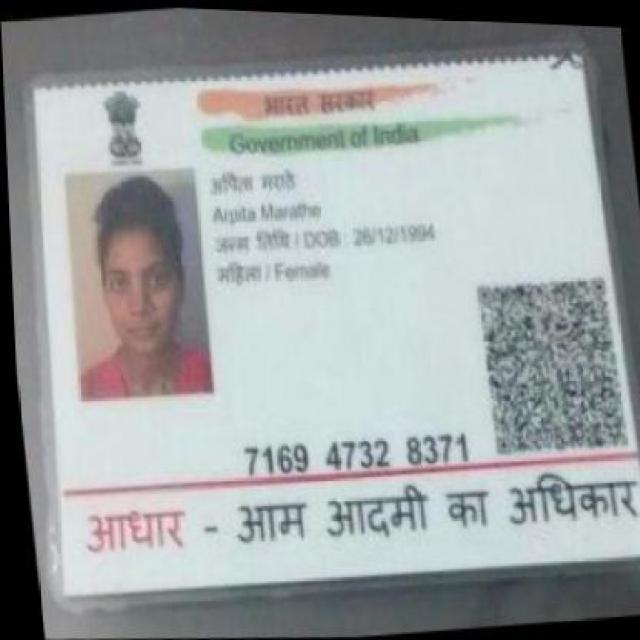 भारत सरकार
Government of India
अर्पिता मराठे
Arpita Marathe
जन्म तिथि / DOB : 26/12/1994
महिला / Female
7169 4732 8371
आधार - आम आदमी का अधिकार